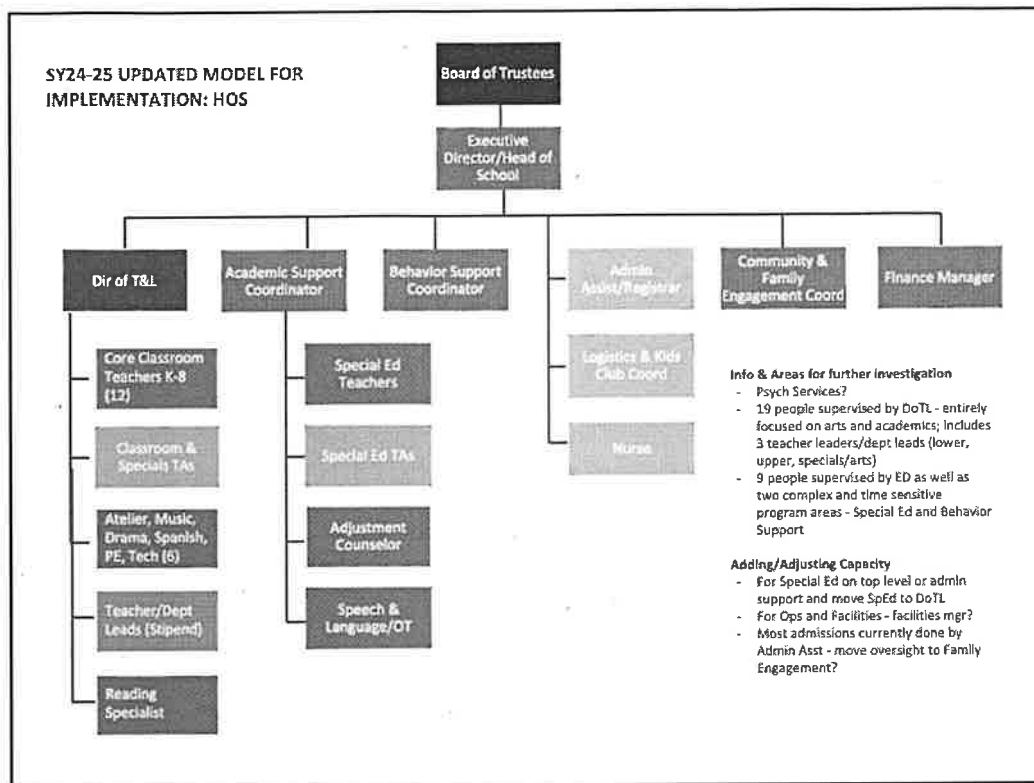 SY24-25 UPDATED MODEL FOR
IMPLEMENTATION: HOS
Board of Trustees
Executive
Director/Head of
School
Dir of T&L
Academic Support
Coordinator
Behavior Support
Coordinator
Admin
Assist/Registrar
Community &
Family
Engagement Coord
Finance Manager
Core Classroom
Teachers K-8
(12)
Classroom &
Specials TAs
Atelier, Music,
Drama, Spanish,
PE, Tech (6)
Teacher/Dept
Leads (Stipend)
Reading
Specialist
Special Ed
Teachers
Special Ed TAs
Adjustment
Counselor
Speech &
Language/OT
Logistics & Kids
Club Coord
Nurse
Info & Areas for further investigation
- Psych Services?
- 19 people supervised by DoTL - entirely
focused on arts and academics; includes
3 teacher leaders/dept leads (lower,
upper, specials/arts)
- 9 people supervised by ED as well as
two complex and time sensitive
program areas - Special Ed and Behavior
Support
Adding/Adjusting Capacity
- For Special Ed on top level or admin
support and move SpEd to DoTL
- For Ops and Facilities - facilities mgr?
- Most admissions currently done by
Admin Asst - move oversight to Family
Engagement?